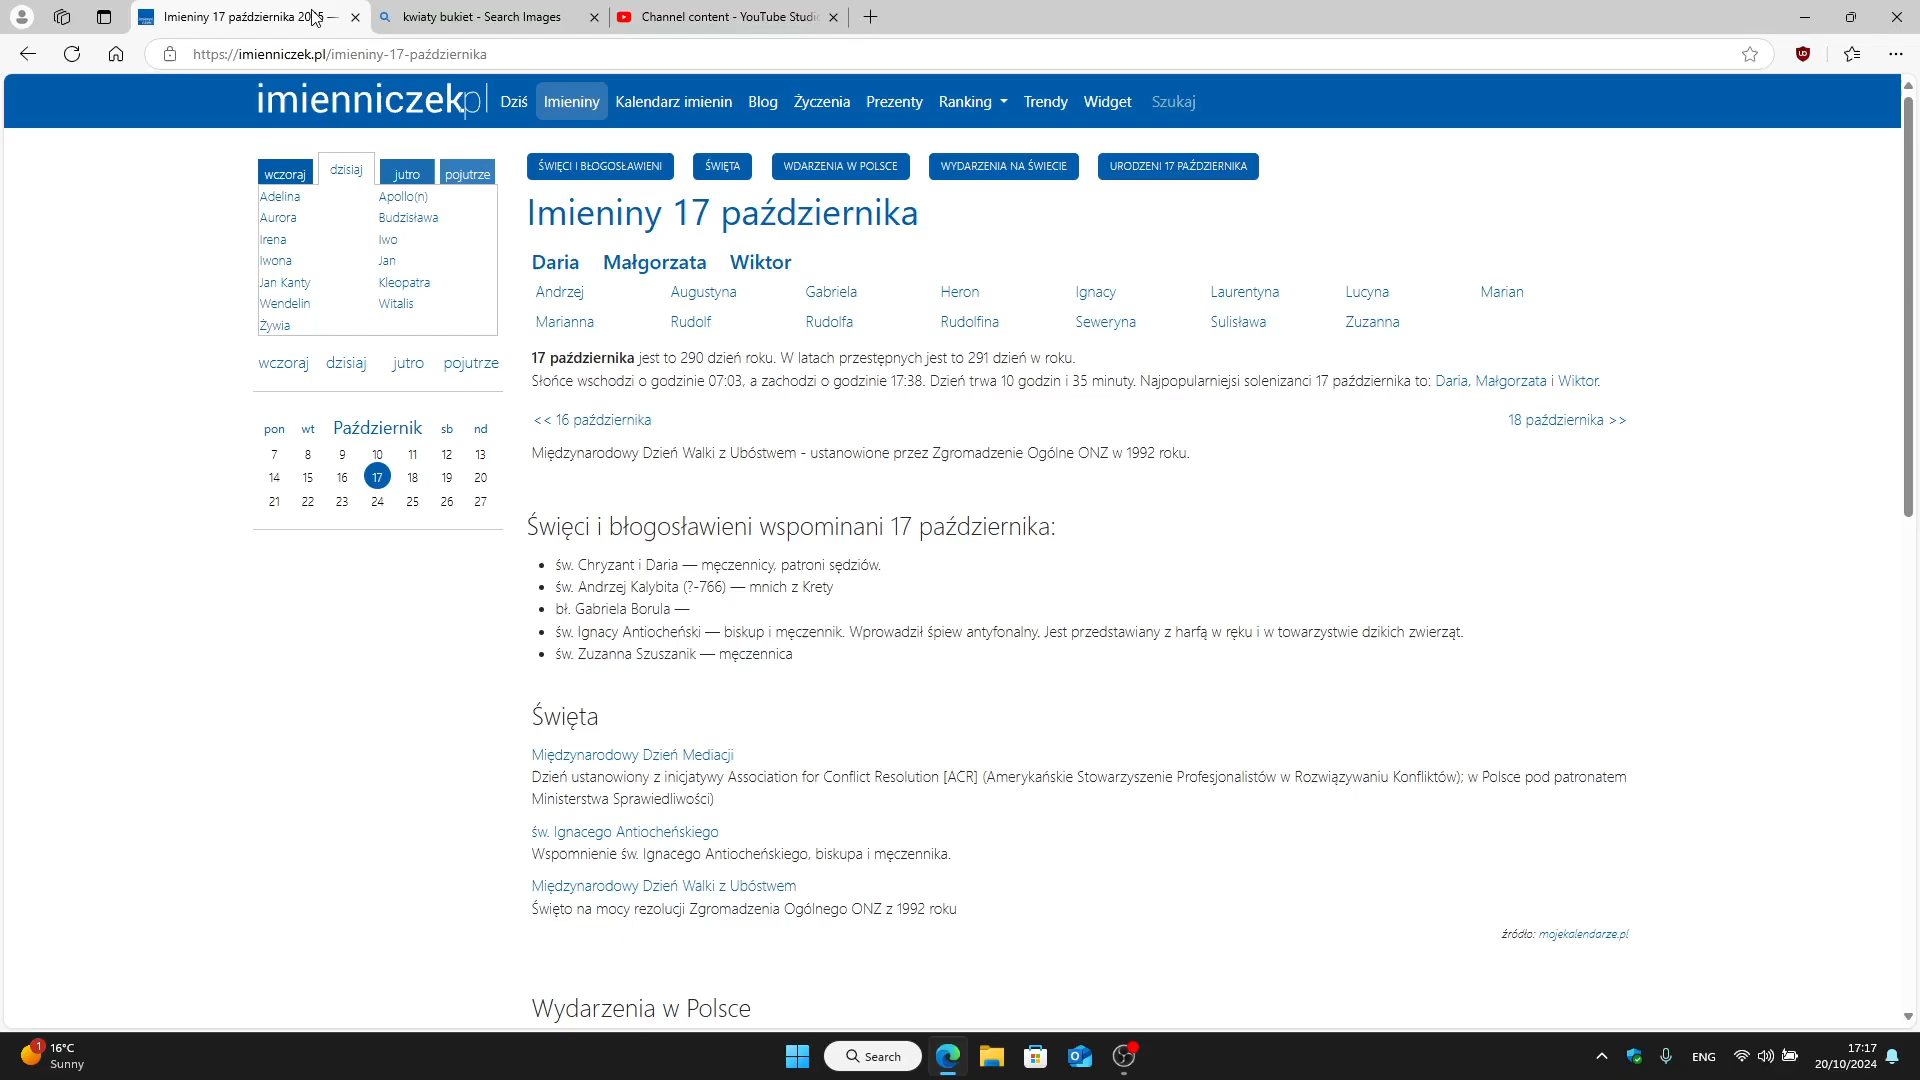 Imieniny 17 października 20 5 —
kwiaty bukiet - Search Images
Channel content - YouTube Studio
https://imienniczek.pl/imieniny-17-października
imienniczekpl
Dziś Imieniny Kalendarz imienin Blog Życzenia Prezenty Ranking Trendy Widget Szukaj
wczoraj dzisiaj jutro pojutrze
Adelina Apollo(n)
Aurora Budzisława
Irena Iwo
Iwona Jan
Jan Kanty Kleopatra
Wendelin Witalis
Żywia
wczoraj dzisiaj jutro pojutrze
pon wt Październik sb nd
7 8 9 10 11 12 13
14 15 16 17 18 19 20
21 22 23 24 25 26 27
ŚWIĘCI I BŁOGOSŁAWIENI ŚWIĘTA WDARZENIA W POLSCE WYDARZENIA NA ŚWIECIE URODZENI 17 PAŹDZIERNIKA
Imieniny 17 października
Daria Małgorzata Wiktor
Andrzej Augustyna Gabriela Heron Ignacy Laurentyna Lucyna Marian
Marianna Rudolf Rudolfa Rudolfina Seweryna Sulisława Zuzanna
17 października jest to 290 dzień roku. W latach przestępnych jest to 291 dzień w roku.
Słońce wschodzi o godzinie 07:03, a zachodzi o godzinie 17:38. Dzień trwa 10 godzin i 35 minuty. Najpopularniejsi solenizanci 17 października to: Daria, Małgorzata i Wiktor.
<< 16 października 18 października >>
Międzynarodowy Dzień Walki z Ubóstwem - ustanowione przez Zgromadzenie Ogólne ONZ w 1992 roku.
Święci i błogosławieni wspominani 17 października:
• św. Chryzant i Daria — męczennicy, patroni sędziów.
• św. Andrzej Kalybita (?-766) — mnich z Krety
• bł. Gabriela Borula —
• św. Ignacy Antiocheński — biskup i męczennik. Wprowadził śpiew antyfonalny. Jest przedstawiany z harfą w ręku i w towarzystwie dzikich zwierząt.
• św. Zuzanna Szuszanik — męczennica
Święta
Międzynarodowy Dzień Mediacji
Dzień ustanowiony z inicjatywy Association for Conflict Resolution [ACR] (Amerykańskie Stowarzyszenie Profesjonalistów w Rozwiązywaniu Konfliktów); w Polsce pod patronatem
Ministerstwa Sprawiedliwości)
św. Ignacego Antiocheńskiego
Wspomnienie św. Ignacego Antiocheńskiego, biskupa i męczennika.
Międzynarodowy Dzień Walki z Ubóstwem
Święto na mocy rezolucji Zgromadzenia Ogólnego ONZ z 1992 roku
źródło: mojekalendarze.pl
Wydarzenia w Polsce
1
16°C
Sunny
Search
ENG
17:17
20/10/2024